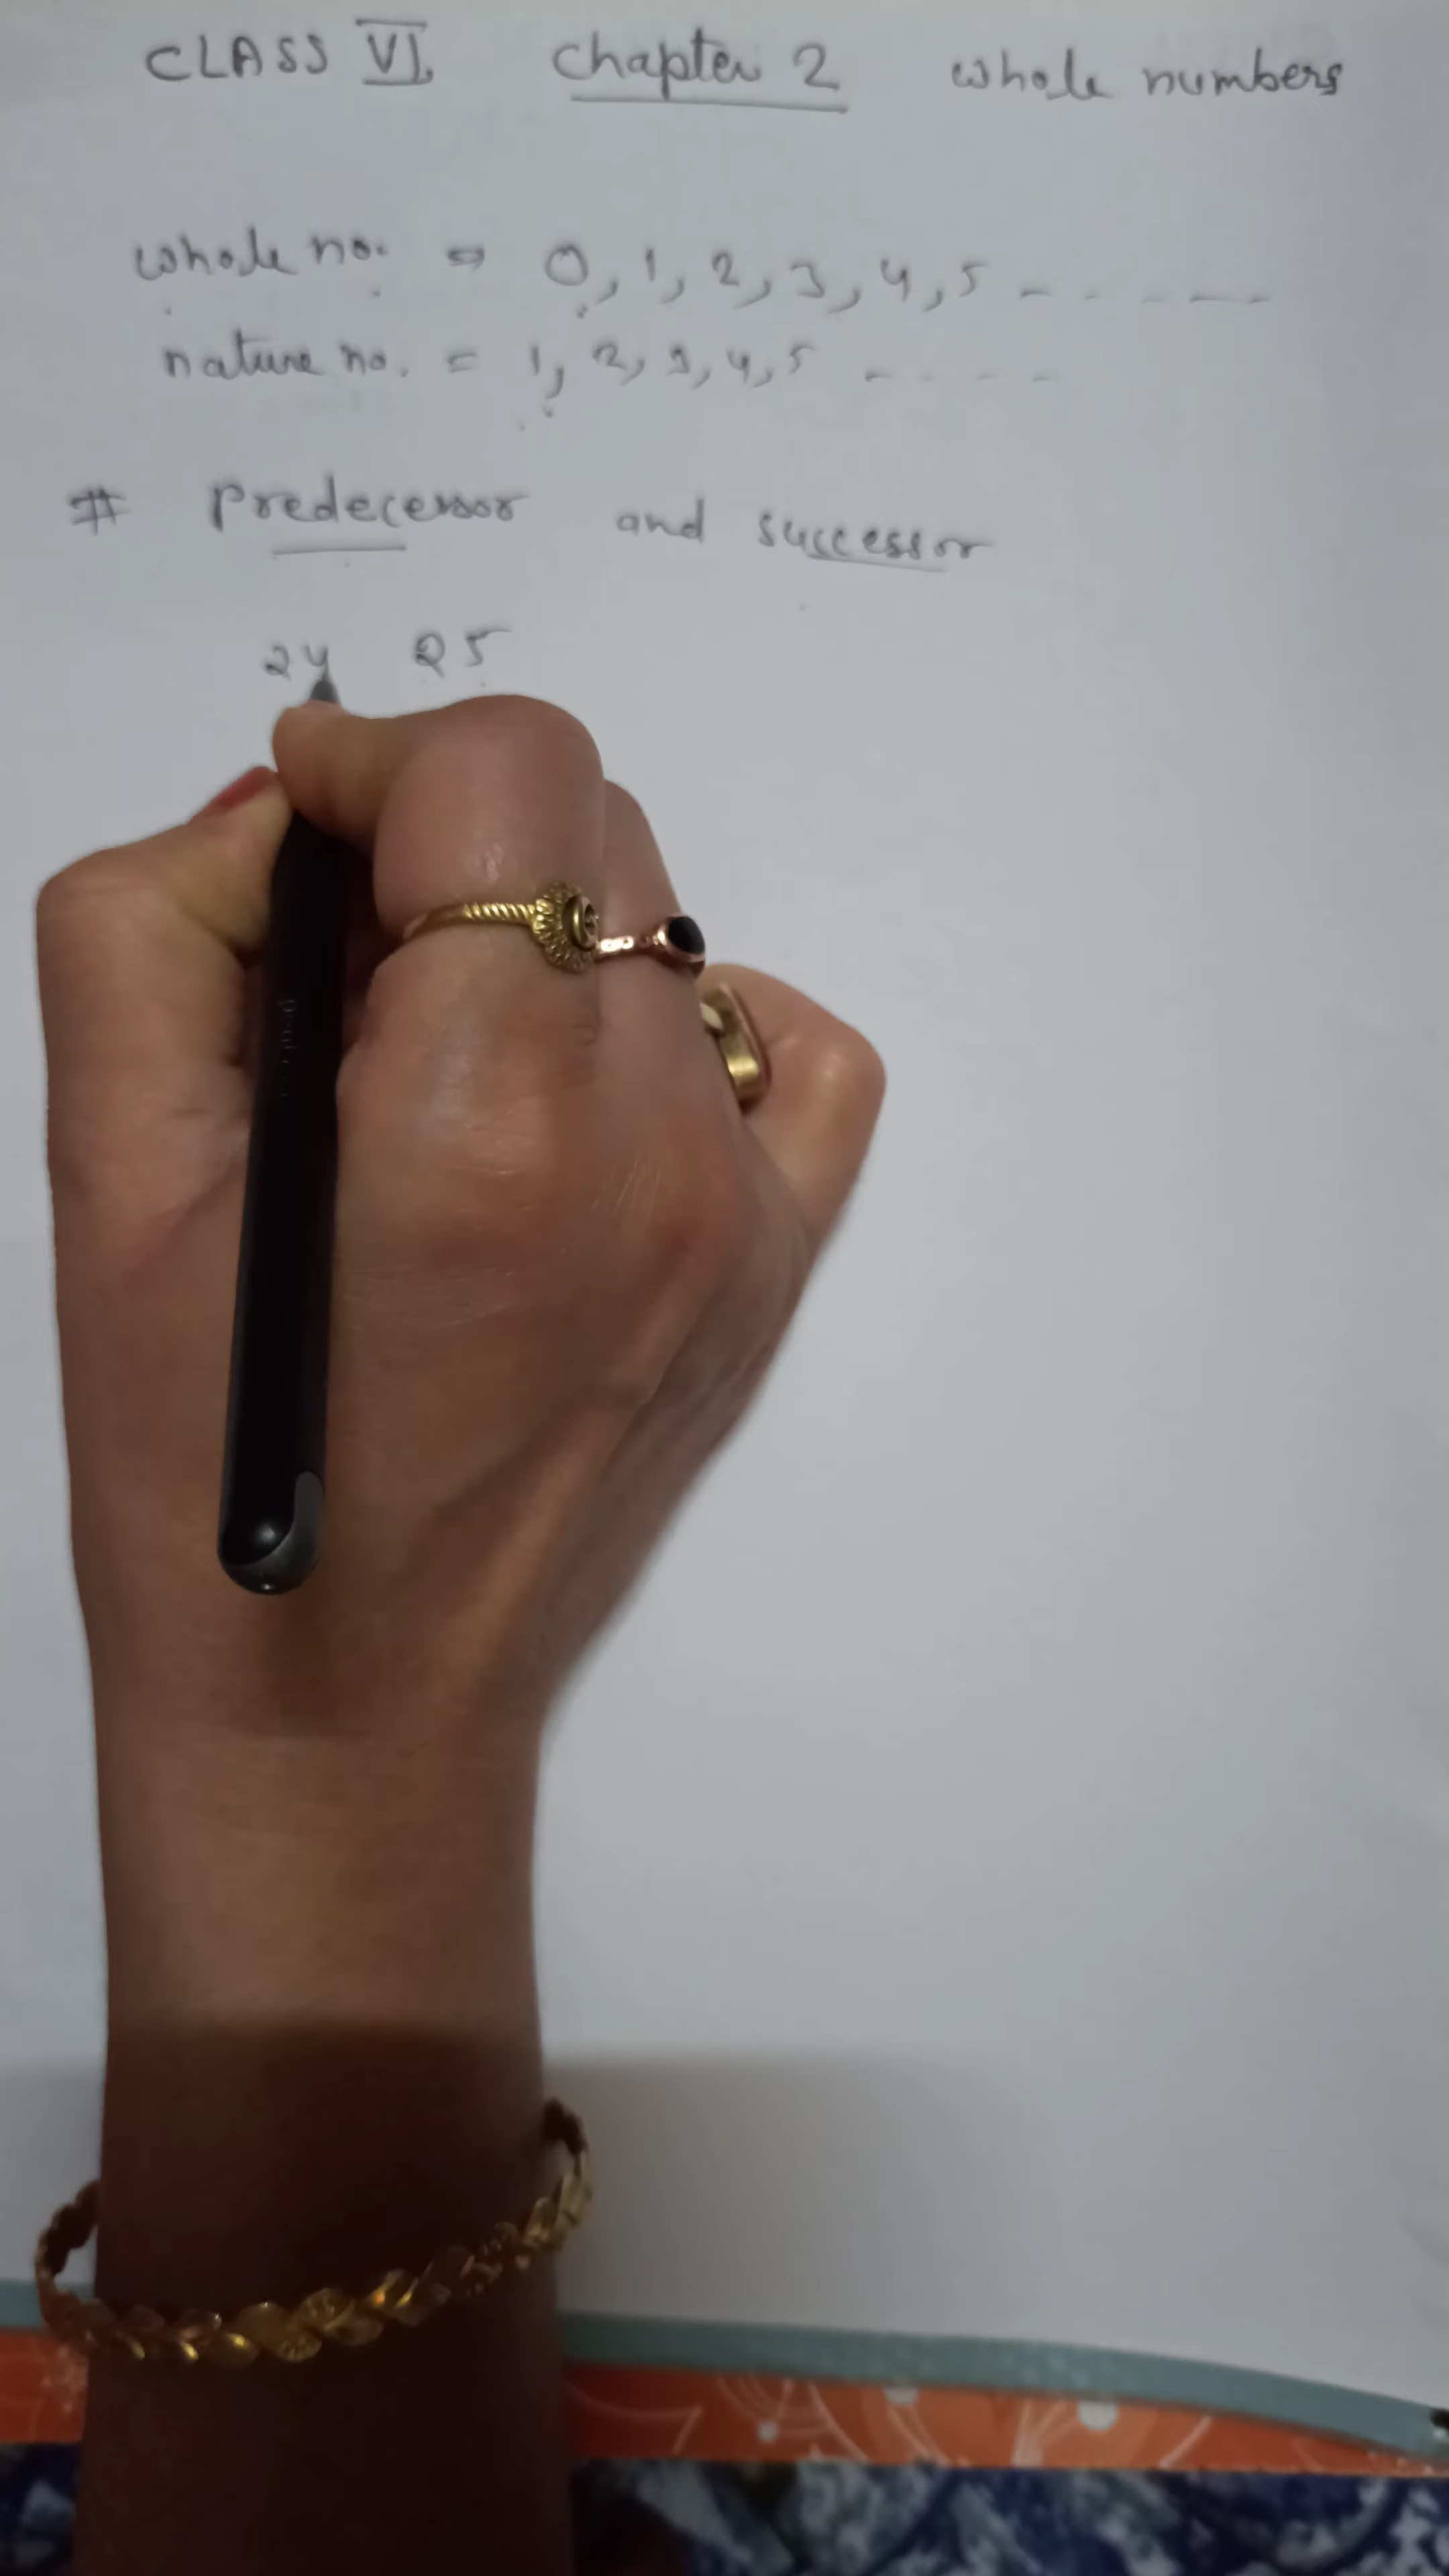 CLASS VI chapter 2 whole numbers
whole no. = 0, 1, 2, 3, 4, 5 - - - - -
nature no. = 1, 2, 3, 4, 5 - - - -
# Predecessor and successor
24 25